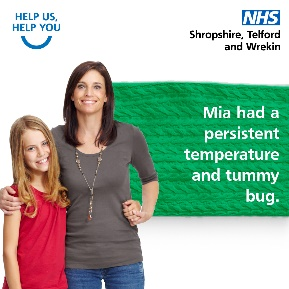 HELP US,
HELP YOU
NHS
Shropshire, Telford
and Wrekin
Mia had a
persistent
temperature
and tummy
bug.